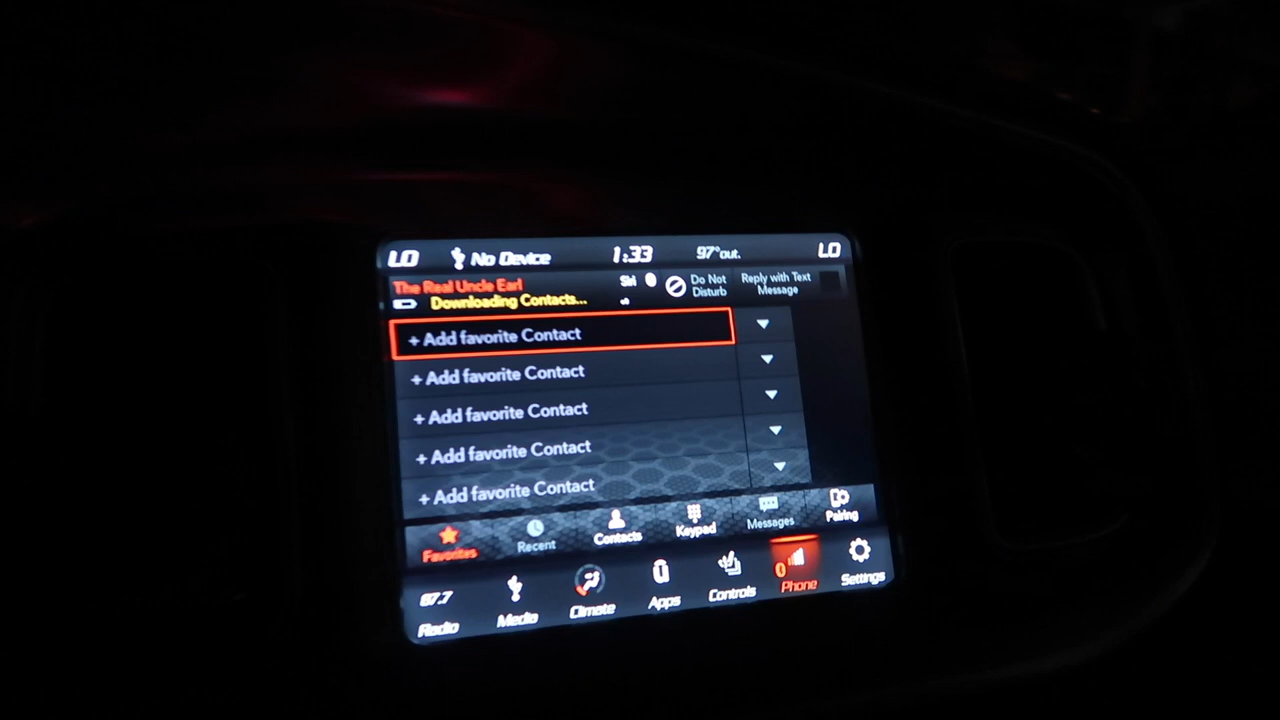 LO No Device 1:33 97°out. LO
The Real Uncle Earl Siri Do Not Disturb Reply with Text Message
Downloading Contacts...
+ Add favorite Contact
+ Add favorite Contact
+ Add favorite Contact
+ Add favorite Contact
+ Add favorite Contact
Favorites Recent Contacts Keypad Messages Pairing
87.7
Radio Media Climate Apps Controls Phone Settings